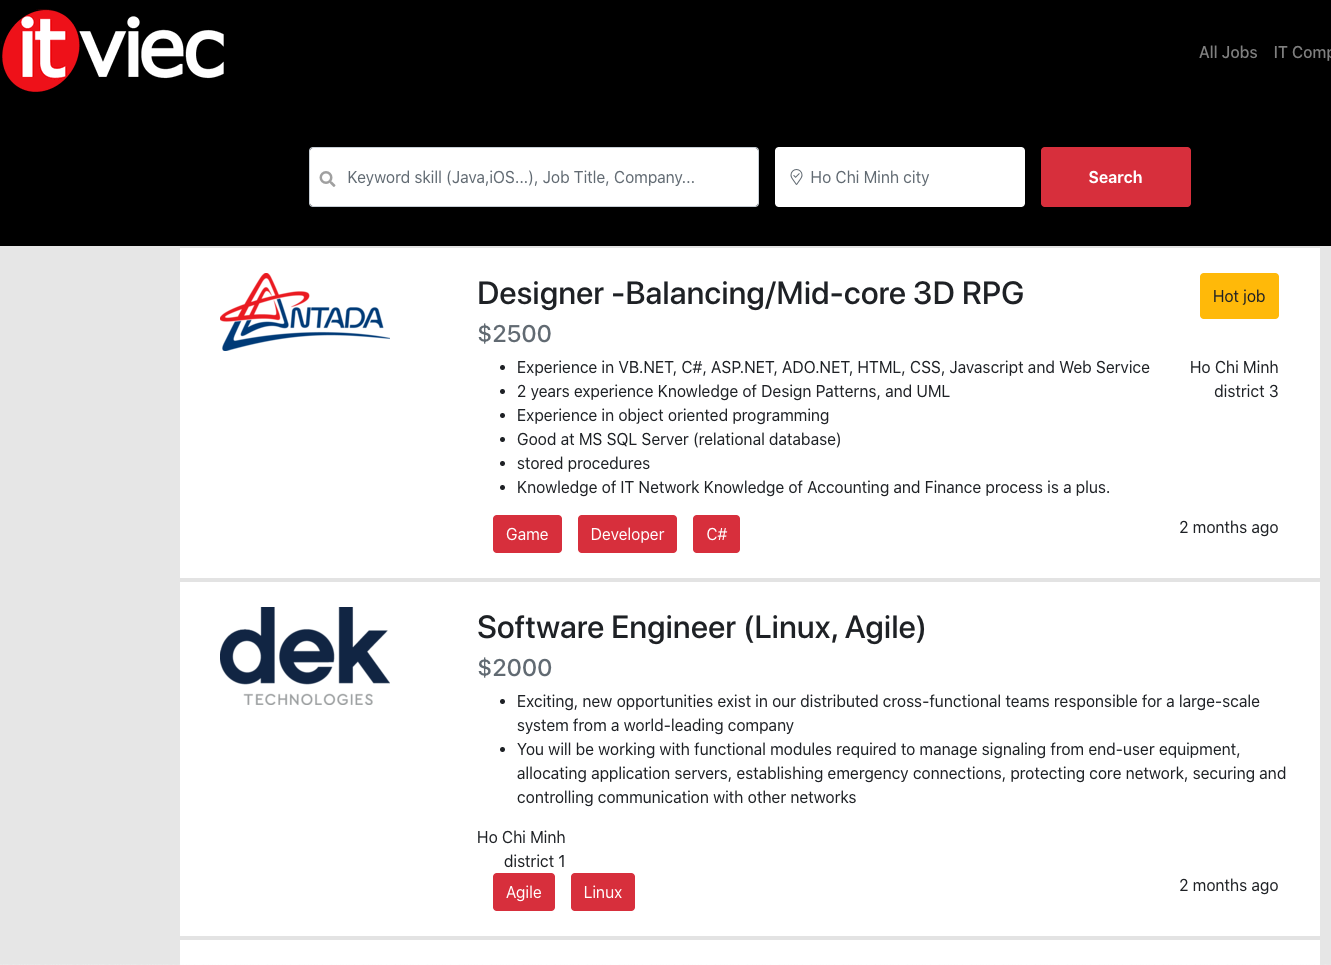 itviec
All Jobs IT Comp
Keyword skill (Java,iOS...), Job Title, Company...
Ho Chi Minh city
Search
ANTADA
Designer -Balancing/Mid-core 3D RPG
Hot job
$2500
• Experience in VB.NET, C#, ASP.NET, ADO.NET, HTML, CSS, Javascript and Web Service
• 2 years experience Knowledge of Design Patterns, and UML
• Experience in object oriented programming
• Good at MS SQL Server (relational database)
• stored procedures
• Knowledge of IT Network Knowledge of Accounting and Finance process is a plus.
Ho Chi Minh
district 3
Game Developer C#
2 months ago
dek
TECHNOLOGIES
Software Engineer (Linux, Agile)
$2000
• Exciting, new opportunities exist in our distributed cross-functional teams responsible for a large-scale
system from a world-leading company
• You will be working with functional modules required to manage signaling from end-user equipment,
allocating application servers, establishing emergency connections, protecting core network, securing and
controlling communication with other networks
Ho Chi Minh
district 1
Agile Linux
2 months ago